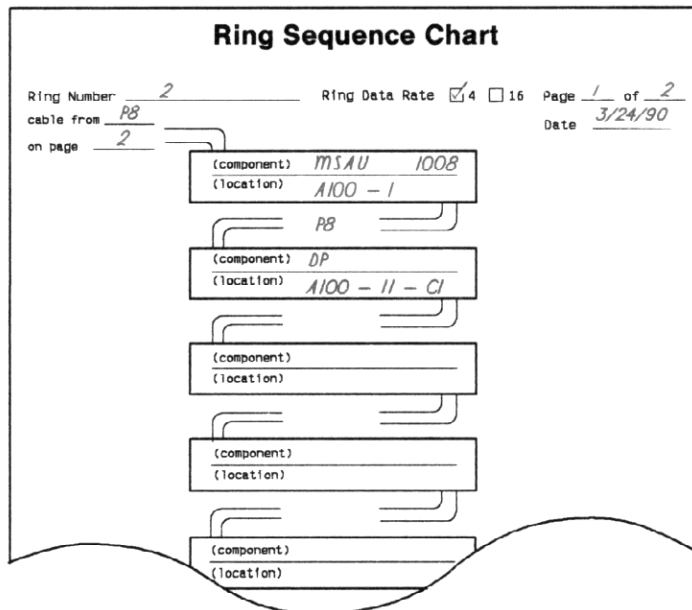 Ring Sequence Chart
Ring Number 2 Ring Data Rate 4 16 Page 1 of 2
cable from P8 Date 3/24/90
on page 2
(component) MSAU 1008
(location) A100 - 1
P8
(component) DP
(location) A100 - 11 - C1
(component)
(location)
(component)
(location)
(component)
(location)